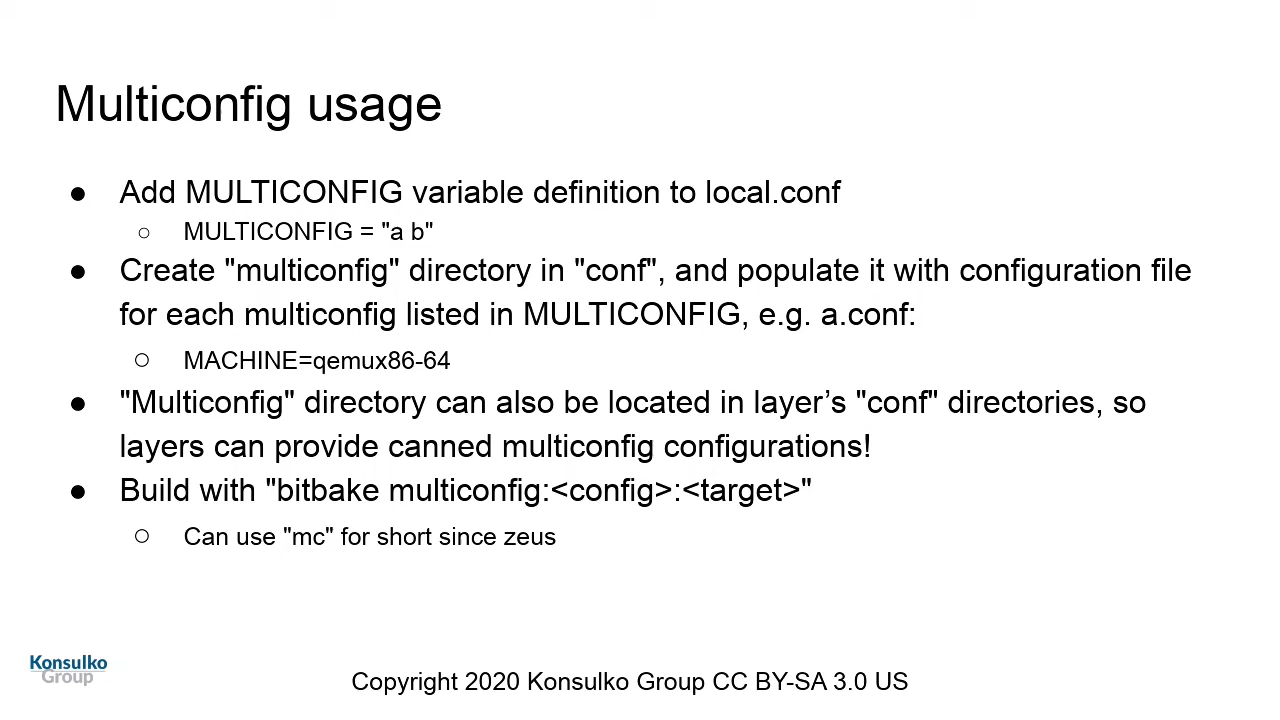 Multiconfig usage
● Add MULTICONFIG variable definition to local.conf
○ MULTICONFIG = "a b"
● Create "multiconfig" directory in "conf", and populate it with configuration file
for each multiconfig listed in MULTICONFIG, e.g. a.conf:
○ MACHINE=qemux86-64
● "Multiconfig" directory can also be located in layer’s "conf" directories, so
layers can provide canned multiconfig configurations!
● Build with "bitbake multiconfig:<config>:<target>"
○ Can use "mc" for short since zeus
Konsulko
Group
Copyright 2020 Konsulko Group CC BY-SA 3.0 US